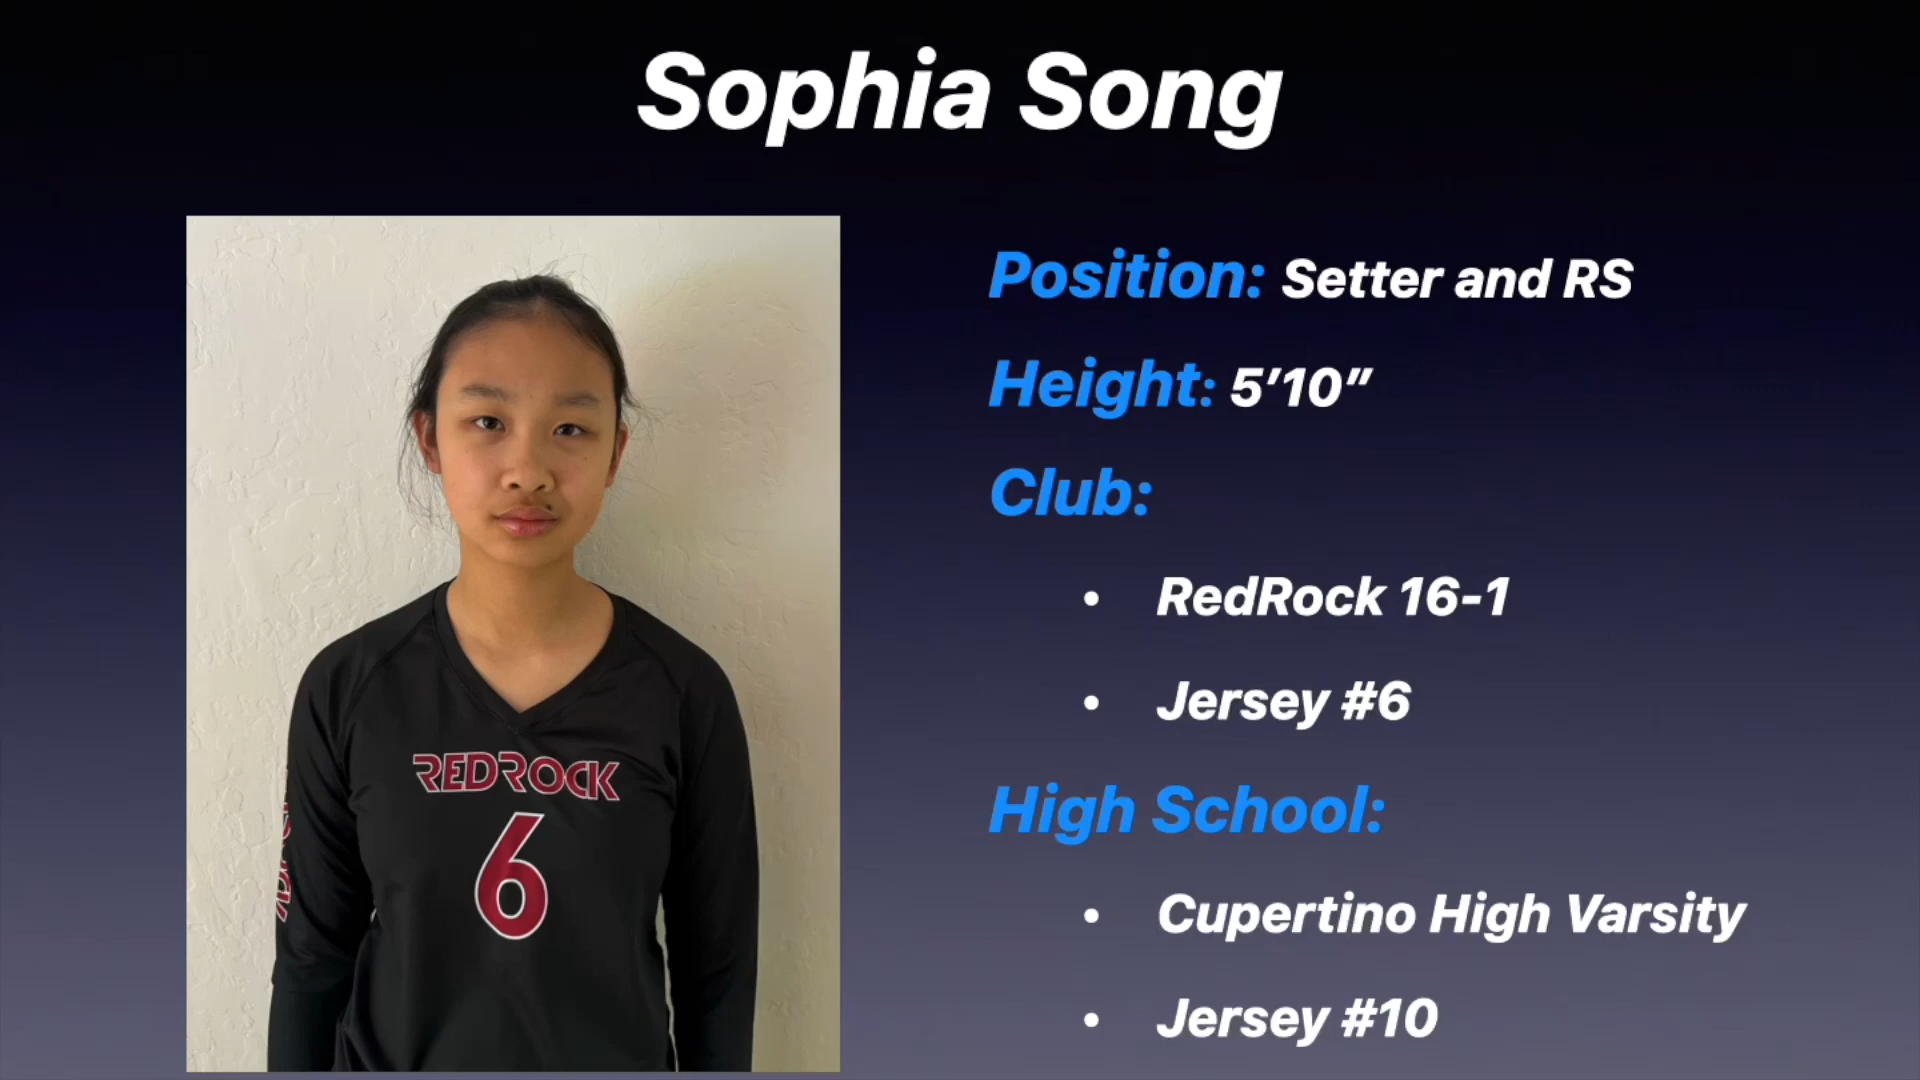 Sophia Song
Position: Setter and RS
Height: 5’10”
Club:
• RedRock 16-1
• Jersey #6
High School:
• Cupertino High Varsity
• Jersey #10
REDROCK
6